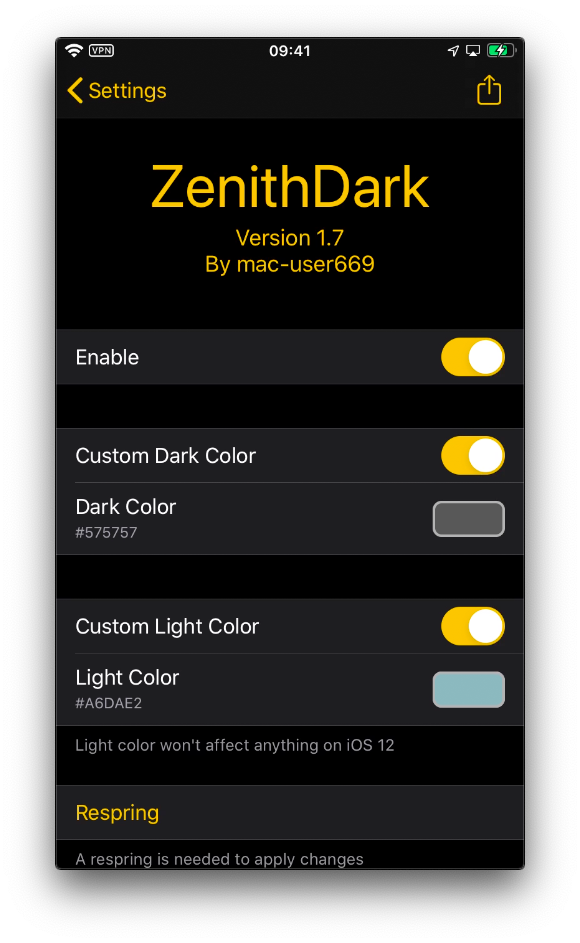 VPN
09:41
Settings
ZenithDark
Version 1.7
By mac-user669
Enable
Custom Dark Color
Dark Color
#575757
Custom Light Color
Light Color
#A6DAE2
Light color won't affect anything on iOS 12
Respring
A respring is needed to apply changes